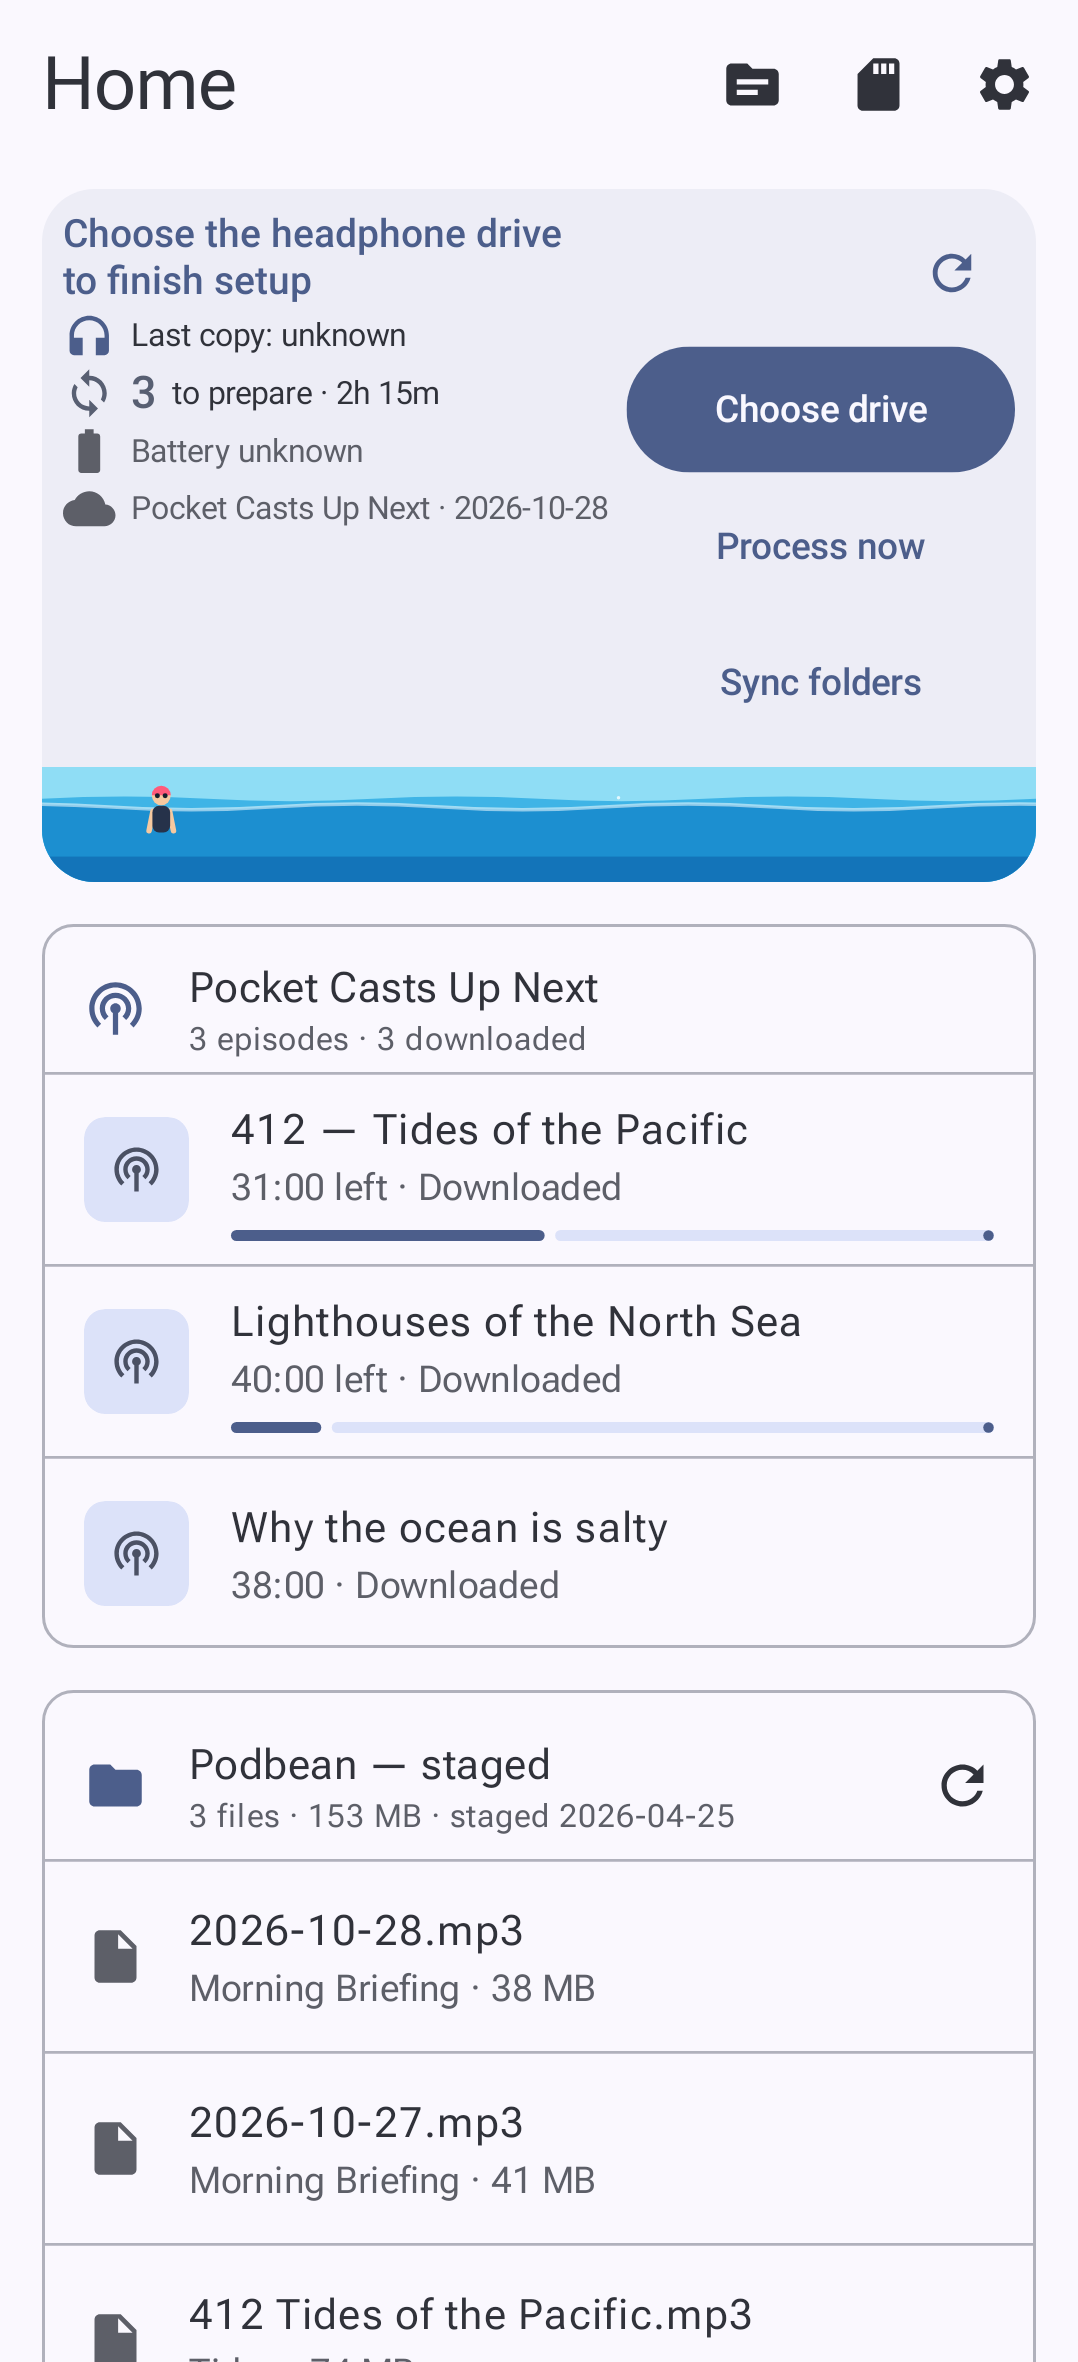 Home
Choose the headphone drive
to finish setup
Last copy: unknown
3 to prepare · 2h 15m
Battery unknown
Pocket Casts Up Next · 2026-10-28
Choose drive
Process now
Sync folders
Pocket Casts Up Next
3 episodes · 3 downloaded
412 — Tides of the Pacific
31:00 left · Downloaded
Lighthouses of the North Sea
40:00 left · Downloaded
Why the ocean is salty
38:00 · Downloaded
Podbean — staged
3 files · 153 MB · staged 2026-04-25
2026-10-28.mp3
Morning Briefing · 38 MB
2026-10-27.mp3
Morning Briefing · 41 MB
412 Tides of the Pacific.mp3